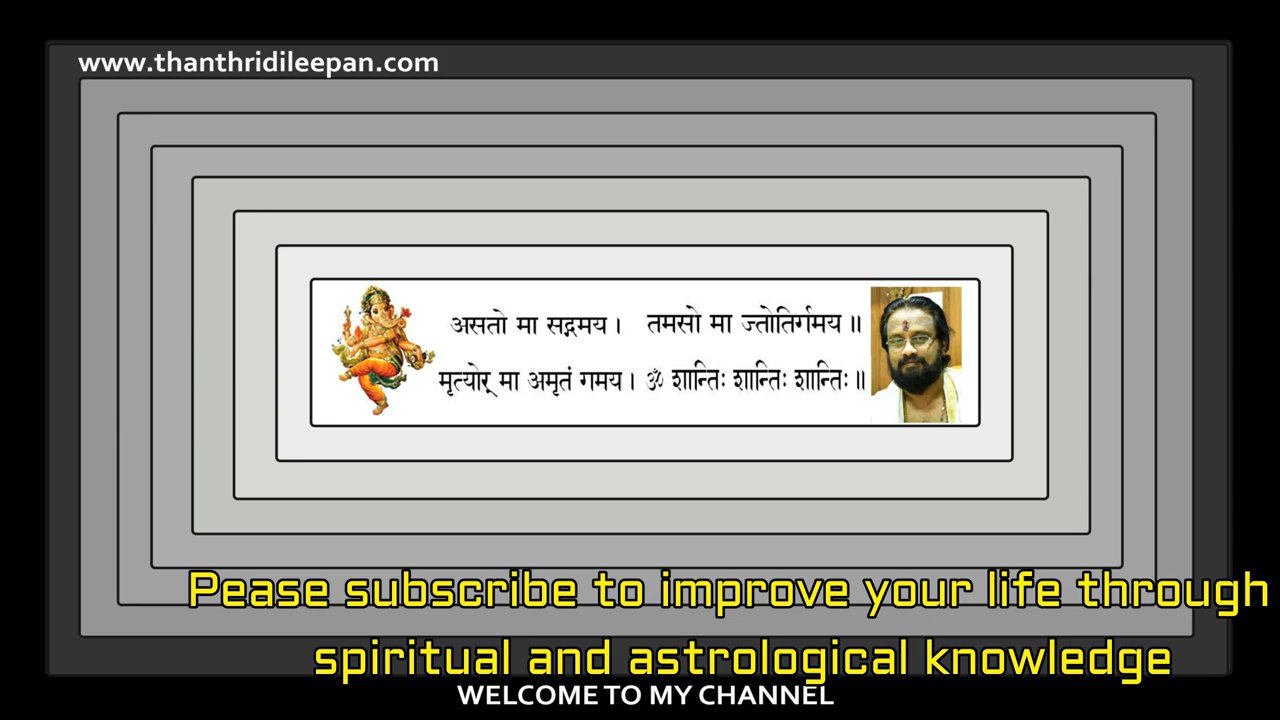 www.thanthridileepan.com
असतो मा सद्गमय। तमसो मा ज्तोतिर्गमय॥
मृत्योर् मा अमृतं गमय। ॐ शान्तिः शान्तिः शान्तिः॥
Pease subscribe to improve your life through
spiritual and astrological knowledge
WELCOME TO MY CHANNEL